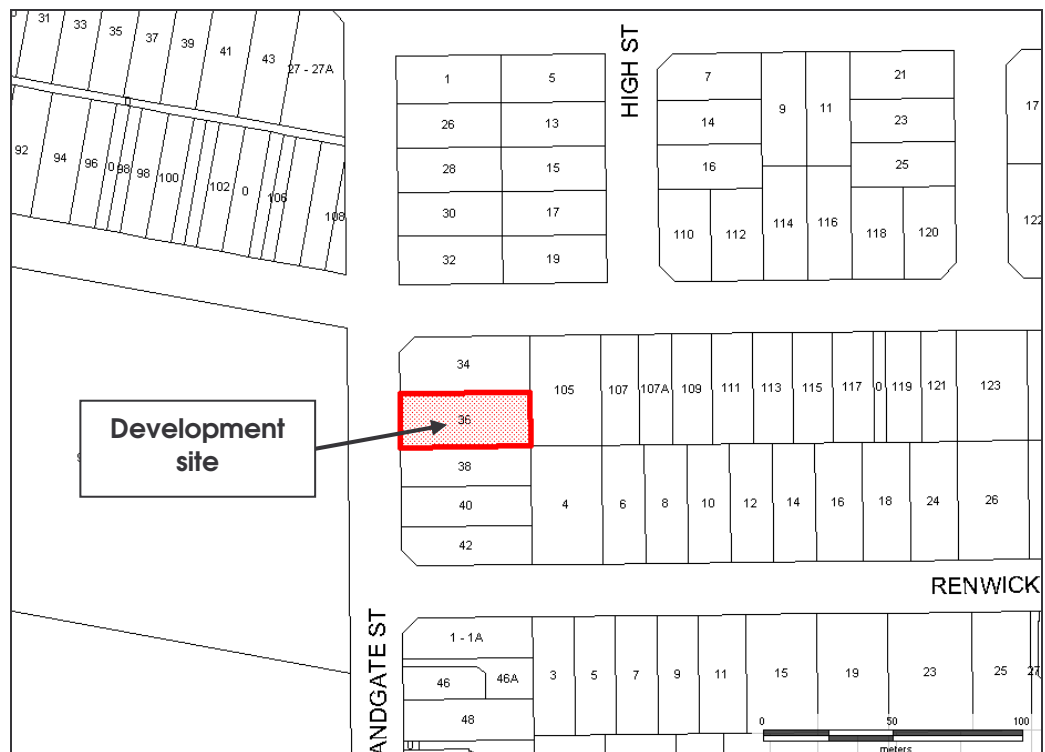 31 33 35 37 39 41 43 27 - 27A
92 94 96 0 98 98 100 102 0 106 108
1 5
26 13
28 15
30 17
32 19
HIGH ST
7 9 11 21
14 23
16 25
110 112 114 116 118 120
17
122
34
36
38
40
42
105 107 107A 109 111 113 115 117 0 119 121 123
4 6 8 10 12 14 16 18 24 26
Development
site
RENWICK
ANDGATE ST
1 - 1A
46 46A
48
3 5 7 9 11 15 19 23 25 27
0 50 100
meters